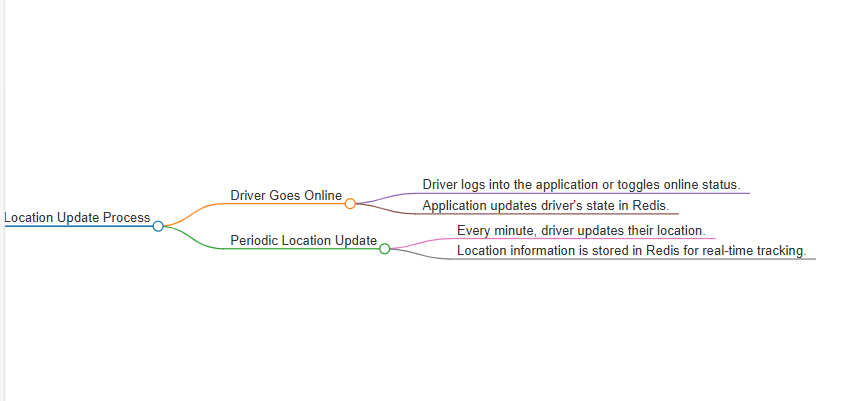 Location Update Process
Driver Goes Online
Driver logs into the application or toggles online status.
Application updates driver's state in Redis.
Periodic Location Update
Every minute, driver updates their location.
Location information is stored in Redis for real-time tracking.